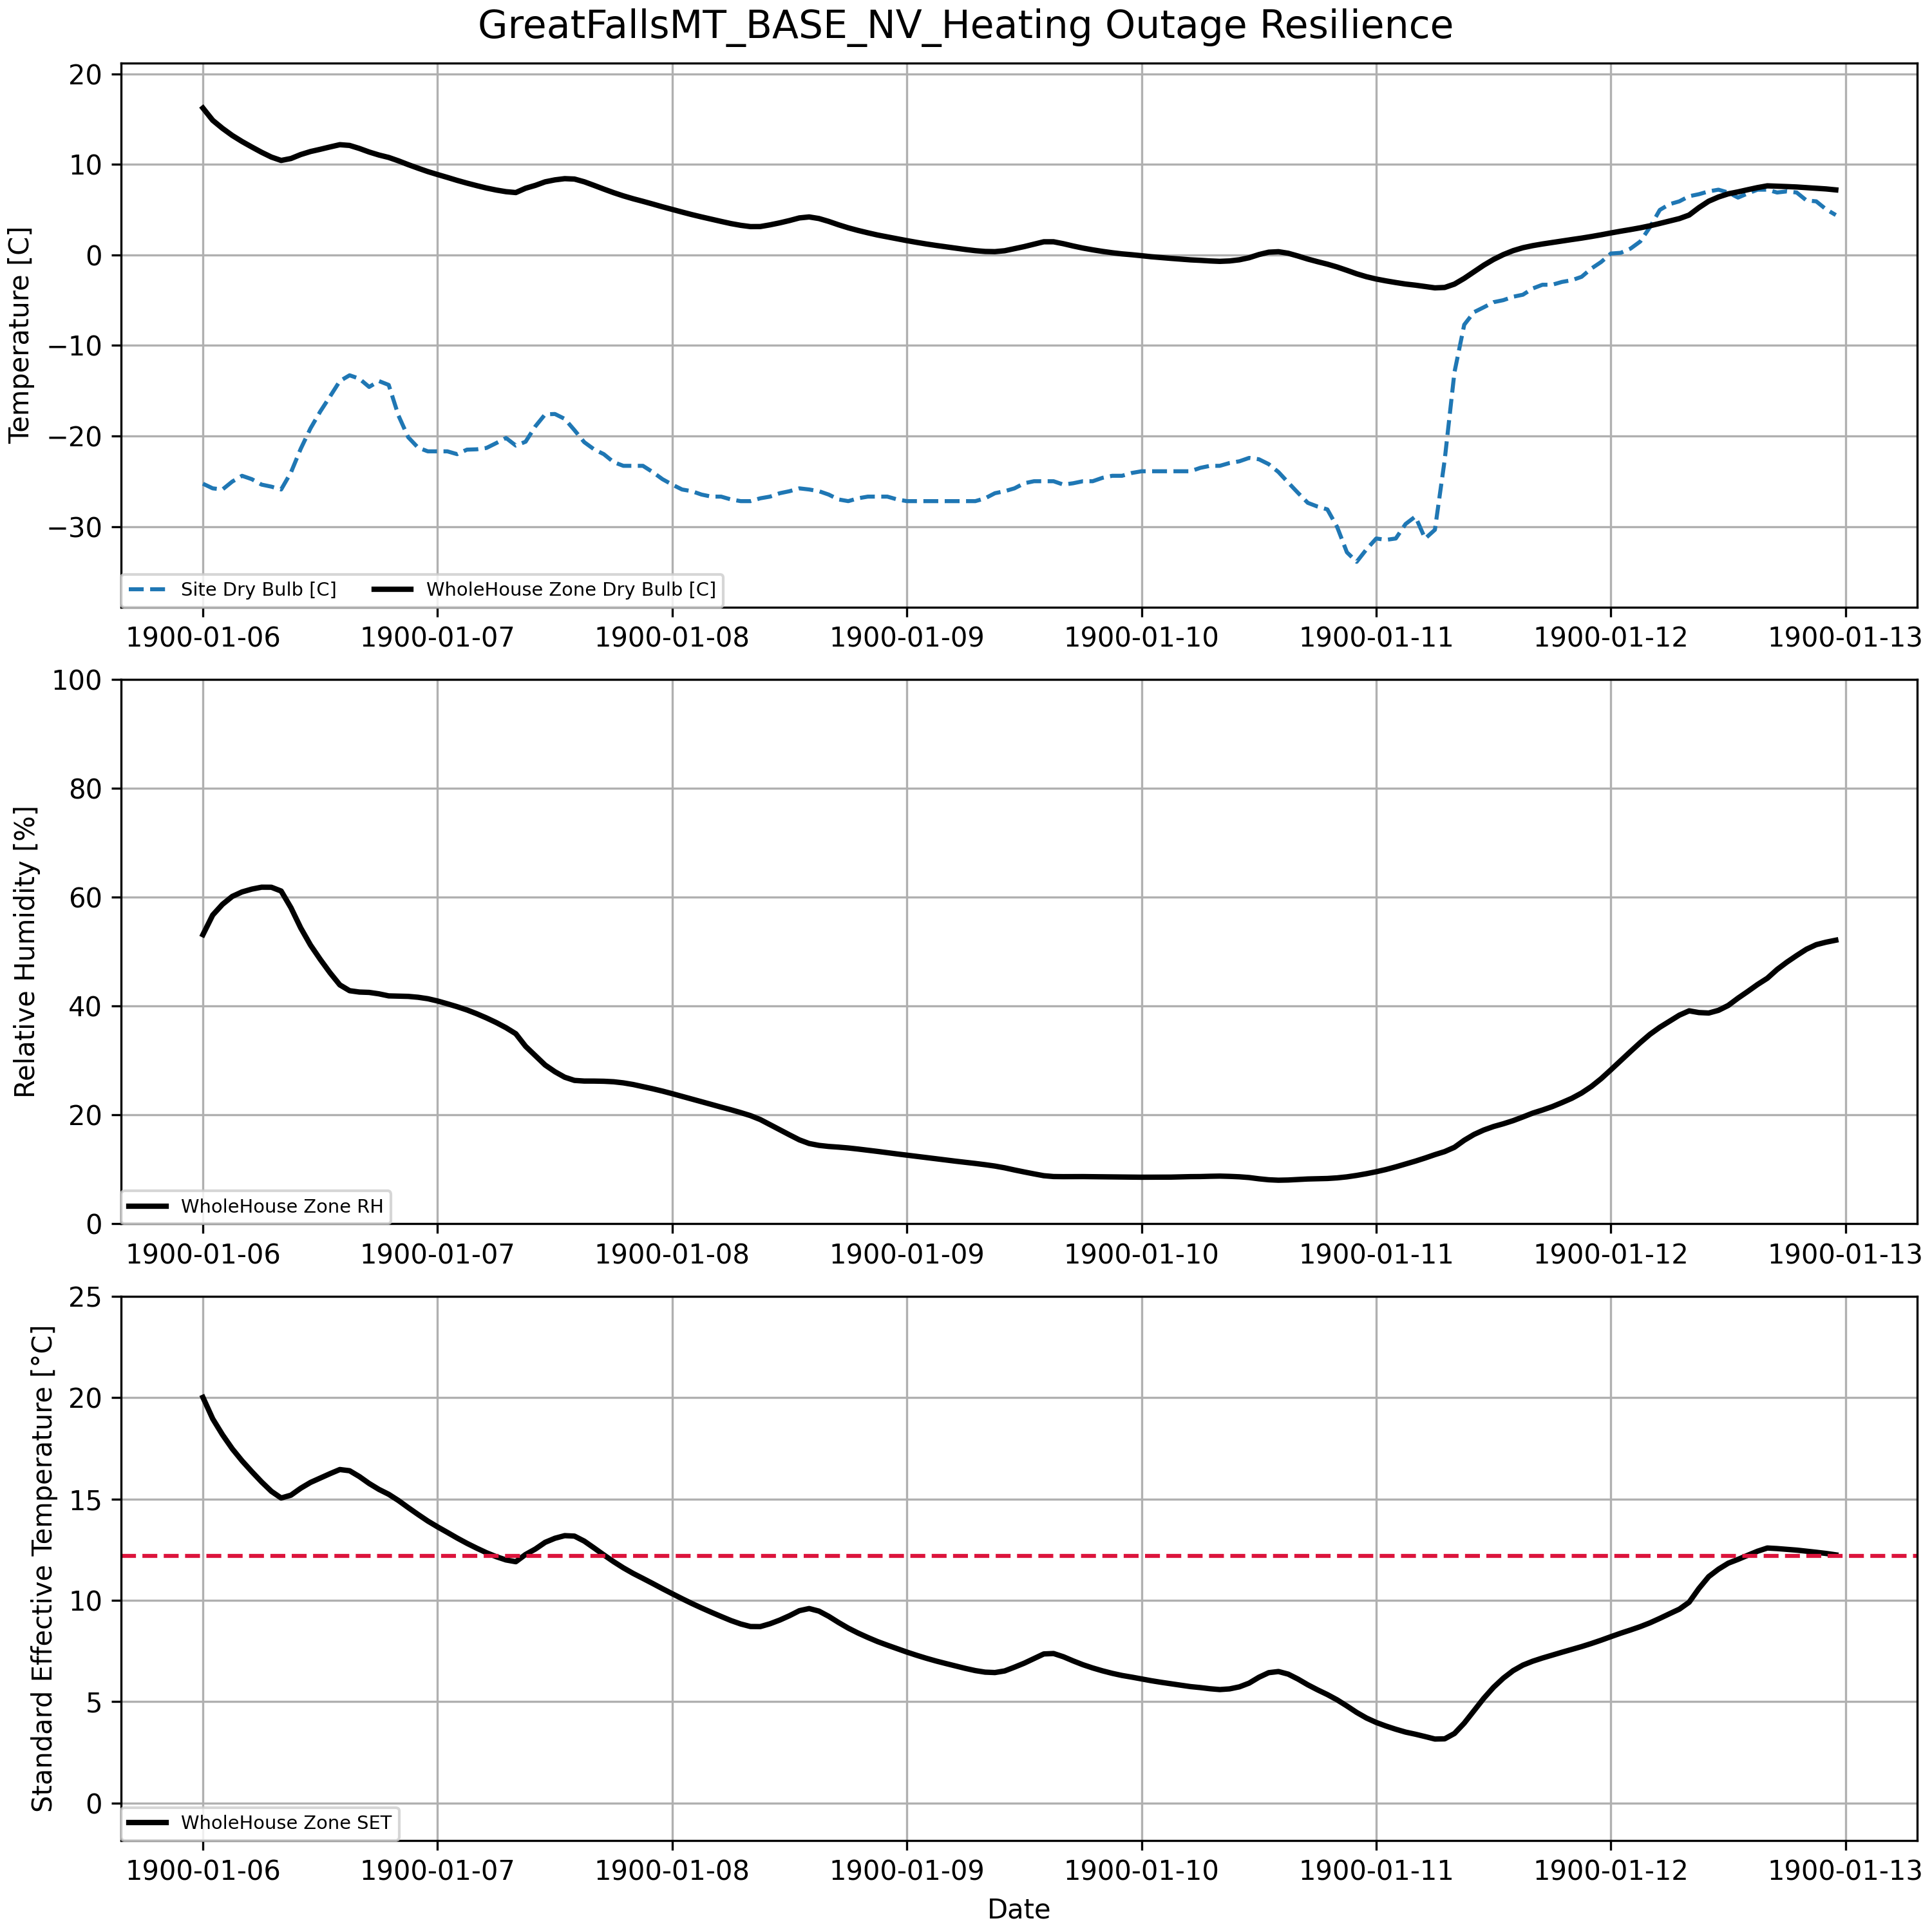 GreatFallsMT_BASE_NV_Heating Outage Resilience
Temperature [C]
20
10
0
−10
−20
−30
Site Dry Bulb [C] WholeHouse Zone Dry Bulb [C]
1900-01-06 1900-01-07 1900-01-08 1900-01-09 1900-01-10 1900-01-11 1900-01-12 1900-01-13
Relative Humidity [%]
100
80
60
40
20
0
WholeHouse Zone RH
1900-01-06 1900-01-07 1900-01-08 1900-01-09 1900-01-10 1900-01-11 1900-01-12 1900-01-13
Standard Effective Temperature [°C]
25
20
15
10
5
0
WholeHouse Zone SET
1900-01-06 1900-01-07 1900-01-08 1900-01-09 1900-01-10 1900-01-11 1900-01-12 1900-01-13
Date